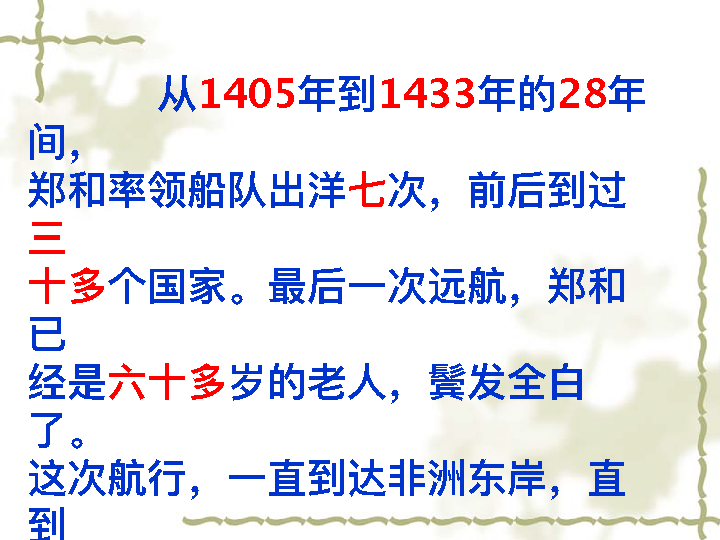 从1405年到1433年的28年
间，
郑和率领船队出洋七次，前后到过
三
十多个国家。最后一次远航，郑和
已
经是六十多岁的老人，鬓发全白
了。
这次航行，一直到达非洲东岸，直
到